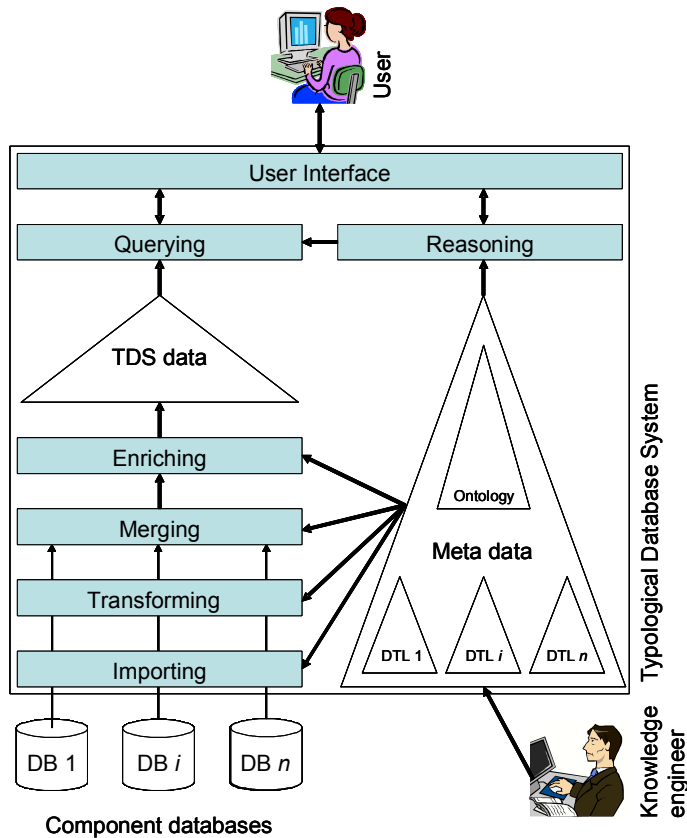 User
User Interface
Querying
Reasoning
TDS data
Enriching
Ontology
Merging
Meta data
Transforming
DTL 1
DTL i
DTL n
Importing
Typological Database System
DB 1
DB i
DB n
Knowledge
engineer
Component databases